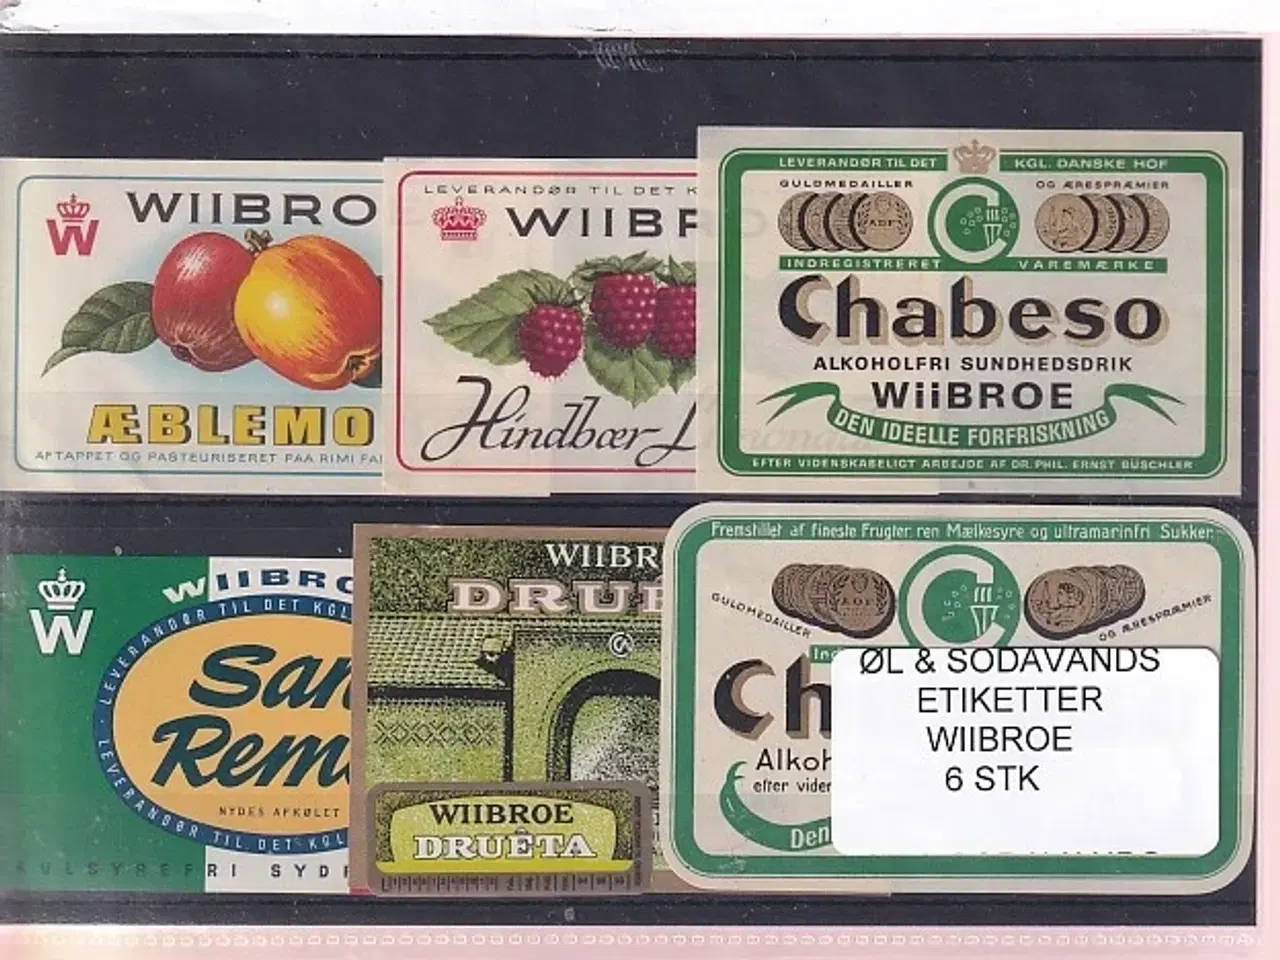 W
WIIBRO
ÆBLEMO
AFTAPPET OG PASTEURISERET PAA RIMI FA
LEVERANDØR TIL DET K
WIIBR
Hindbær L
LEVERANDØR TIL DET KGL. DANSKE HOF
GULDMEDAILLER OG ÆRESPRÆMIER
C
INDREGISTRERET VAREMÆRKE
Chabeso
ALKOHOLFRI SUNDHEDSDRIK
WiiBROE
DEN IDEELLE FORFRISKNING
EFTER VIDENSKABELIGT ARBEJDE AF DR. PHIL. ERNST BÜSCHLER
W
WIIBRO
LEVERANDØR TIL DET KGL
San
Rem
NYDES AFKØLET
LEVERANDØR TIL DET KGL
KULSYREFRI SYD
WIIBR
DRU
WIIBROE
DRUÊTA
Fremstillet af fineste Frugter ren Mælkesyre og ultramarinfri Sukker
GULDMEDAILLER
C
OG ÆRESPRÆMIER
In
Ch
Alkoh
efter viden
Den
ØL & SODAVANDS
ETIKETTER
WIIBROE
6 STK